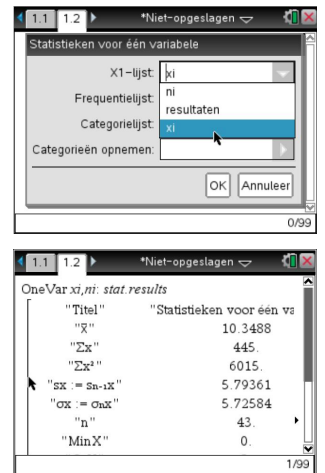 1.1 1.2 *Niet-opgeslagen
Statistieken voor één variabele
X1-lijst: xi
ni
Frequentielijst:
resultaten
Categorielijst:
xi
Categorieën opnemen:
OK Annuleer
0/99
1.1 1.2 *Niet-opgeslagen
OneVar xi,ni: stat.results
"Titel" "Statistieken voor één va
"x̄" 10.3488
"Σx" 445.
"Σx²" 6015.
"sx := sn-1x" 5.79361
"σx := σnx" 5.72584
"n" 43.
"MinX" 0.
1/99